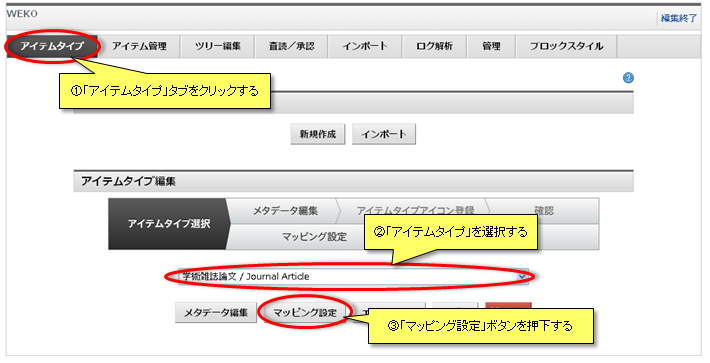 WEKO
編集終了
アイテムタイプ アイテム管理 ツリー編集 査読／承認 インポート ログ解析 管理 ブロックスタイル
①「アイテムタイプ」タブをクリックする
新規作成 インポート
アイテムタイプ編集
アイテムタイプ選択 メタデータ編集 アイテムタイプアイコン登録 確認
マッピング設定
②「アイテムタイプ」を選択する
学術雑誌論文 / Journal Article
メタデータ編集 マッピング設定
③「マッピング設定」ボタンを押下する